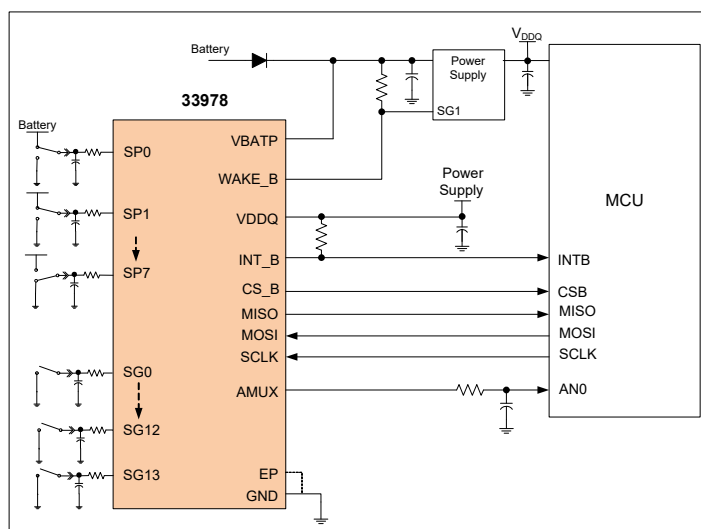 Battery
V_DDQ
Power
Supply
SG1
33978
Battery
SP0
SP1
SP7
SG0
SG12
SG13
VBATP
WAKE_B
VDDQ
INT_B
CS_B
MISO
MOSI
SCLK
AMUX
EP
GND
Power
Supply
MCU
INTB
CSB
MISO
MOSI
SCLK
AN0